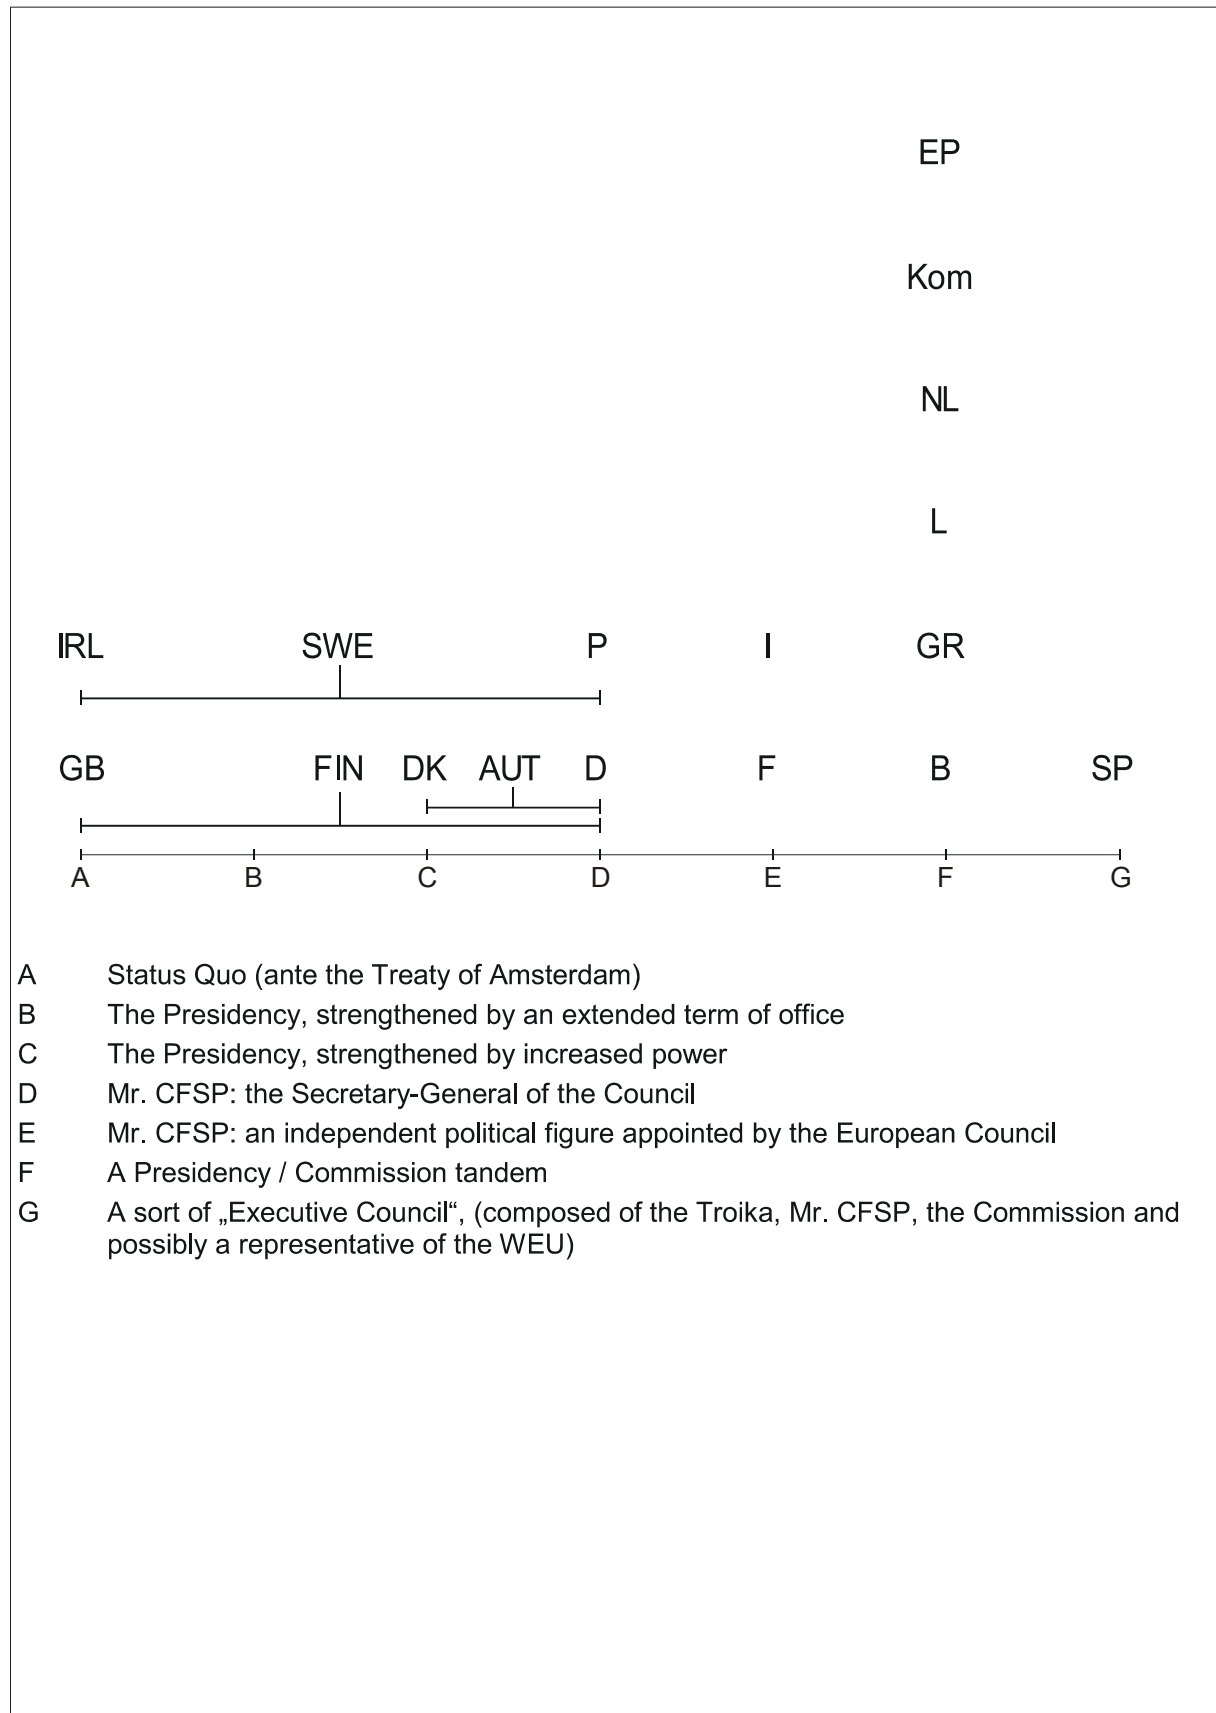 EP
Kom
NL
L
IRL SWE P I GR
GB FIN DK AUT D F B SP
A B C D E F G
A Status Quo (ante the Treaty of Amsterdam)
B The Presidency, strengthened by an extended term of office
C The Presidency, strengthened by increased power
D Mr. CFSP: the Secretary-General of the Council
E Mr. CFSP: an independent political figure appointed by the European Council
F A Presidency / Commission tandem
G A sort of „Executive Council“, (composed of the Troika, Mr. CFSP, the Commission and
possibly a representative of the WEU)